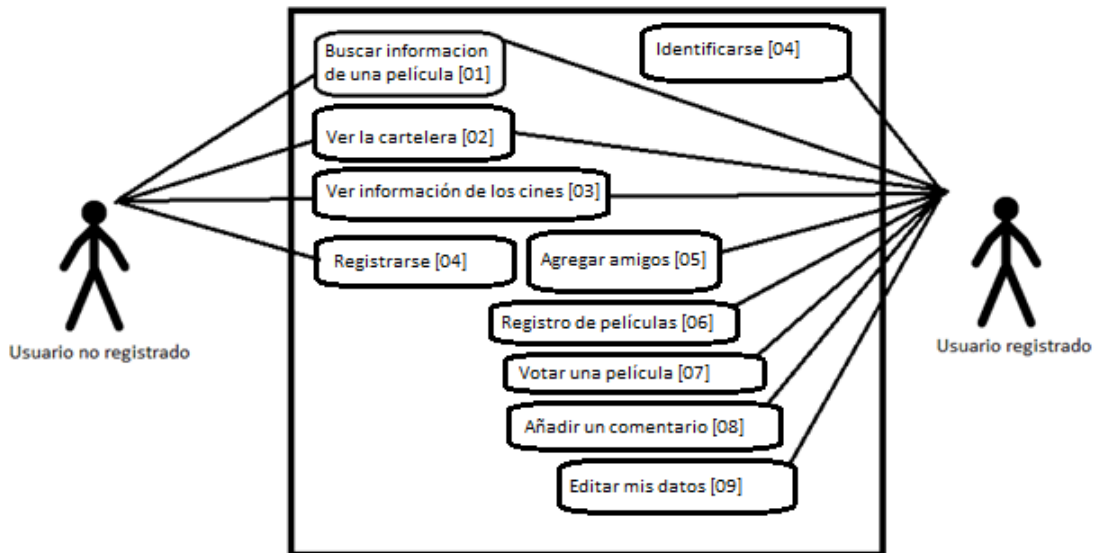 Buscar informacion
de una película [01]
Identificarse [04]
Ver la cartelera [02]
Ver información de los cines [03]
Registrarse [04]
Agregar amigos [05]
Registro de películas [06]
Votar una película [07]
Añadir un comentario [08]
Editar mis datos [09]
Usuario no registrado
Usuario registrado